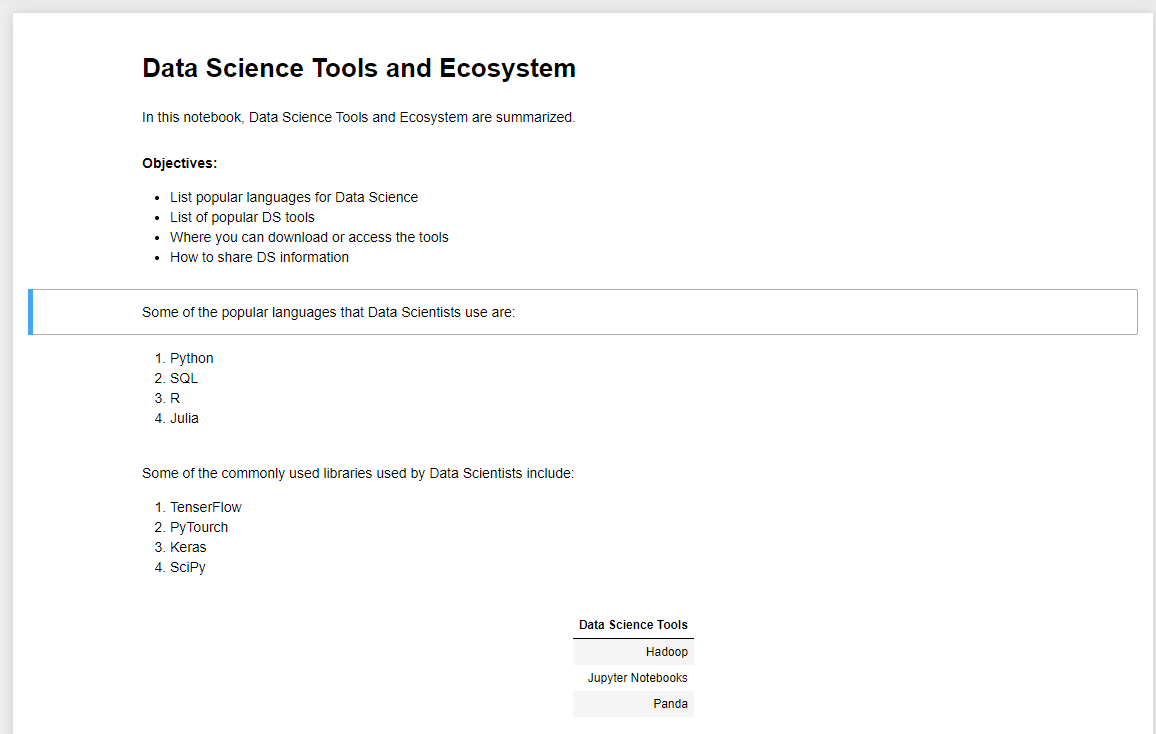 Data Science Tools and Ecosystem
In this notebook, Data Science Tools and Ecosystem are summarized.
Objectives:
• List popular languages for Data Science
• List of popular DS tools
• Where you can download or access the tools
• How to share DS information
Some of the popular languages that Data Scientists use are:
1. Python
2. SQL
3. R
4. Julia
Some of the commonly used libraries used by Data Scientists include:
1. TenserFlow
2. PyTourch
3. Keras
4. SciPy
Data Science Tools
Hadoop
Jupyter Notebooks
Panda